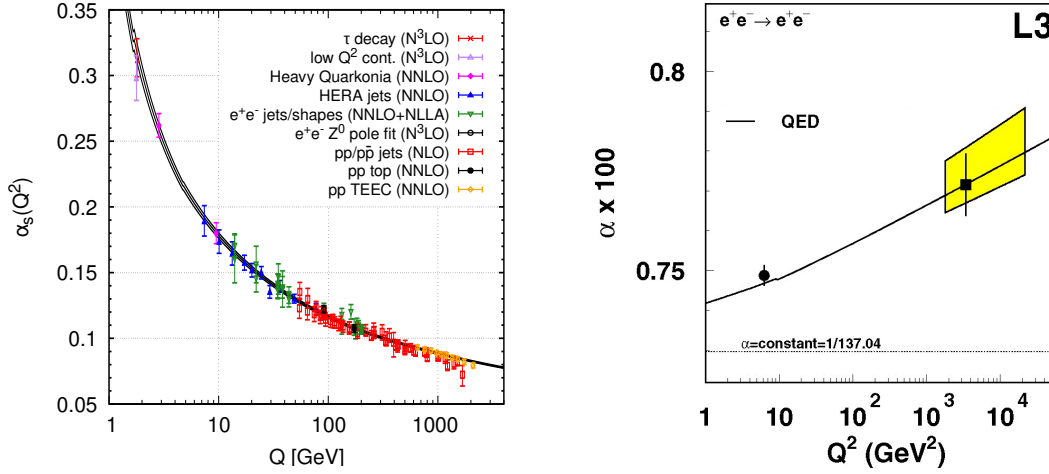 0.35
0.3
0.25
0.2
0.15
0.1
0.05
α_s(Q²)
τ decay (N³LO)
low Q² cont. (N³LO)
Heavy Quarkonia (NNLO)
HERA jets (NNLO)
e⁺e⁻ jets/shapes (NNLO+NLLA)
e⁺e⁻ Z⁰ pole fit (N³LO)
pp/pp̅ jets (NLO)
pp top (NNLO)
pp TEEC (NNLO)
1 10 100 1000
Q [GeV]
e⁺e⁻→ e⁺e⁻
L3
0.8
0.75
α x 100
QED
α=constant=1/137.04
1 10 10² 10³ 10⁴
Q² (GeV²)